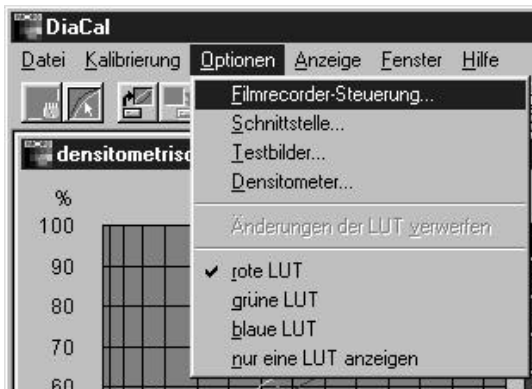 DiaCal
Datei Kalibrierung Optionen Anzeige Fenster Hilfe
Filmrecorder-Steuerung...
Schnittstelle...
Testbilder...
Densitometer...
Änderungen der LUT verwerfen
rote LUT
grüne LUT
blaue LUT
nur eine LUT anzeigen
densitometrisc
%
100
90
80
70
60